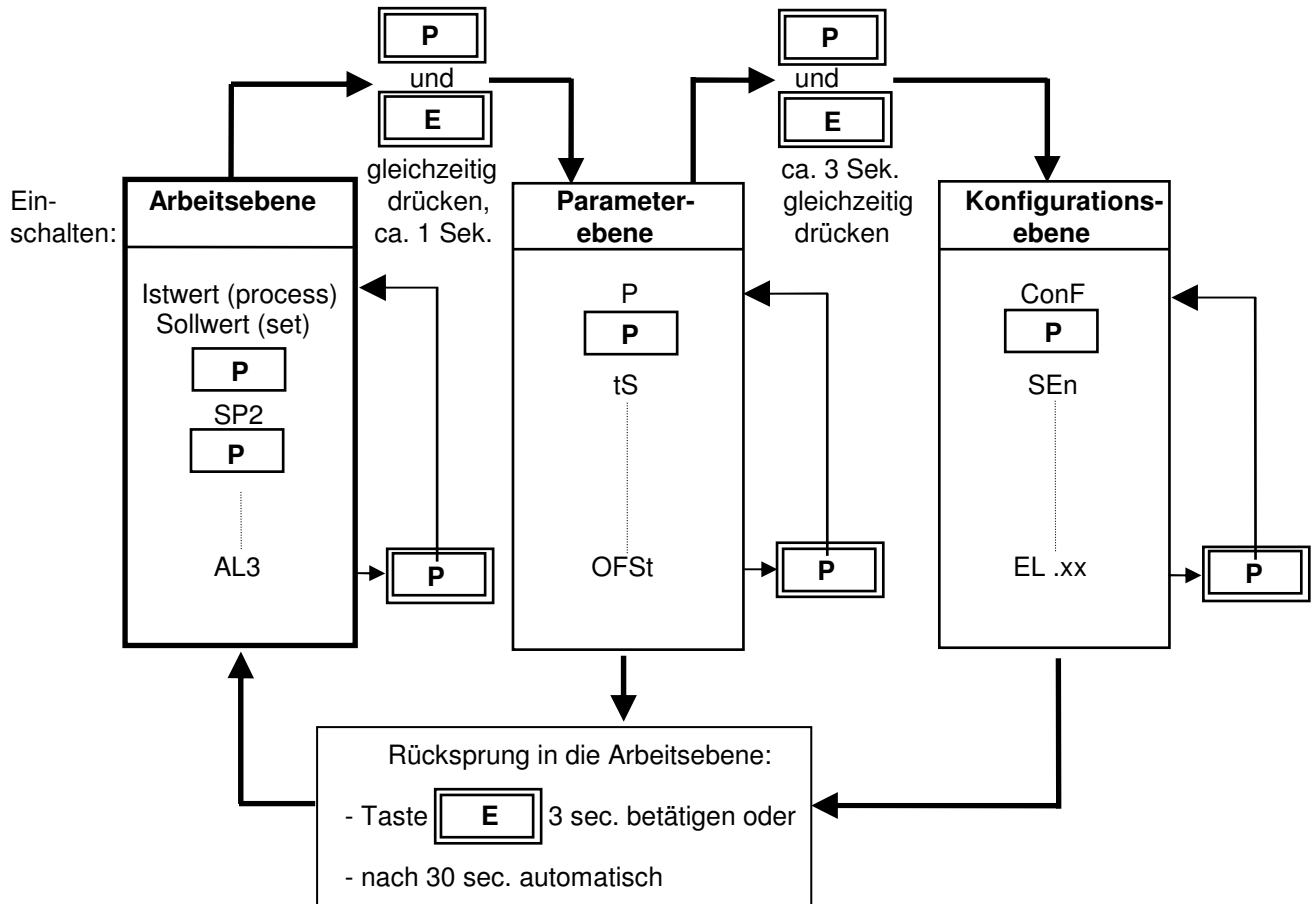 P
und
E
gleichzeitig
drücken,
ca. 1 Sek.
P
und
E
ca. 3 Sek.
gleichzeitig
drücken
Ein-
schalten:
Arbeitsebene
Istwert (process)
Sollwert (set)
P
SP2
P
AL3
P
Parameter-
ebene
P
P
tS
OFSt
P
Konfigurations-
ebene
ConF
P
SEn
EL .xx
P
Rücksprung in die Arbeitsebene:
- Taste E 3 sec. betätigen oder
- nach 30 sec. automatisch